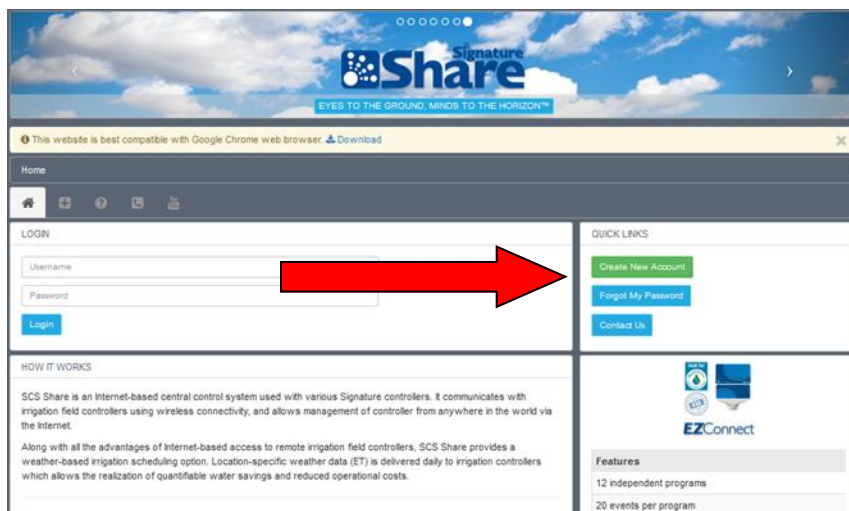 Signature
Share
EYES TO THE GROUND, MINDS TO THE HORIZON™
This website is best compatible with Google Chrome web browser. Download
Home
LOGIN
Username
Password
Login
QUICK LINKS
Create New Account
Forgot My Password
Contact Us
HOW IT WORKS
SCS Share is an Internet-based central control system used with various Signature controllers. It communicates with
irrigation field controllers using wireless connectivity, and allows management of controller from anywhere in the world via
the Internet.
Along with all the advantages of Internet-based access to remote irrigation field controllers, SCS Share provides a
weather-based irrigation scheduling option. Location-specific weather data (ET) is delivered daily to irrigation controllers
which allows the realization of quantifiable water savings and reduced operational costs.
EZConnect
Features
12 independent programs
20 events per program